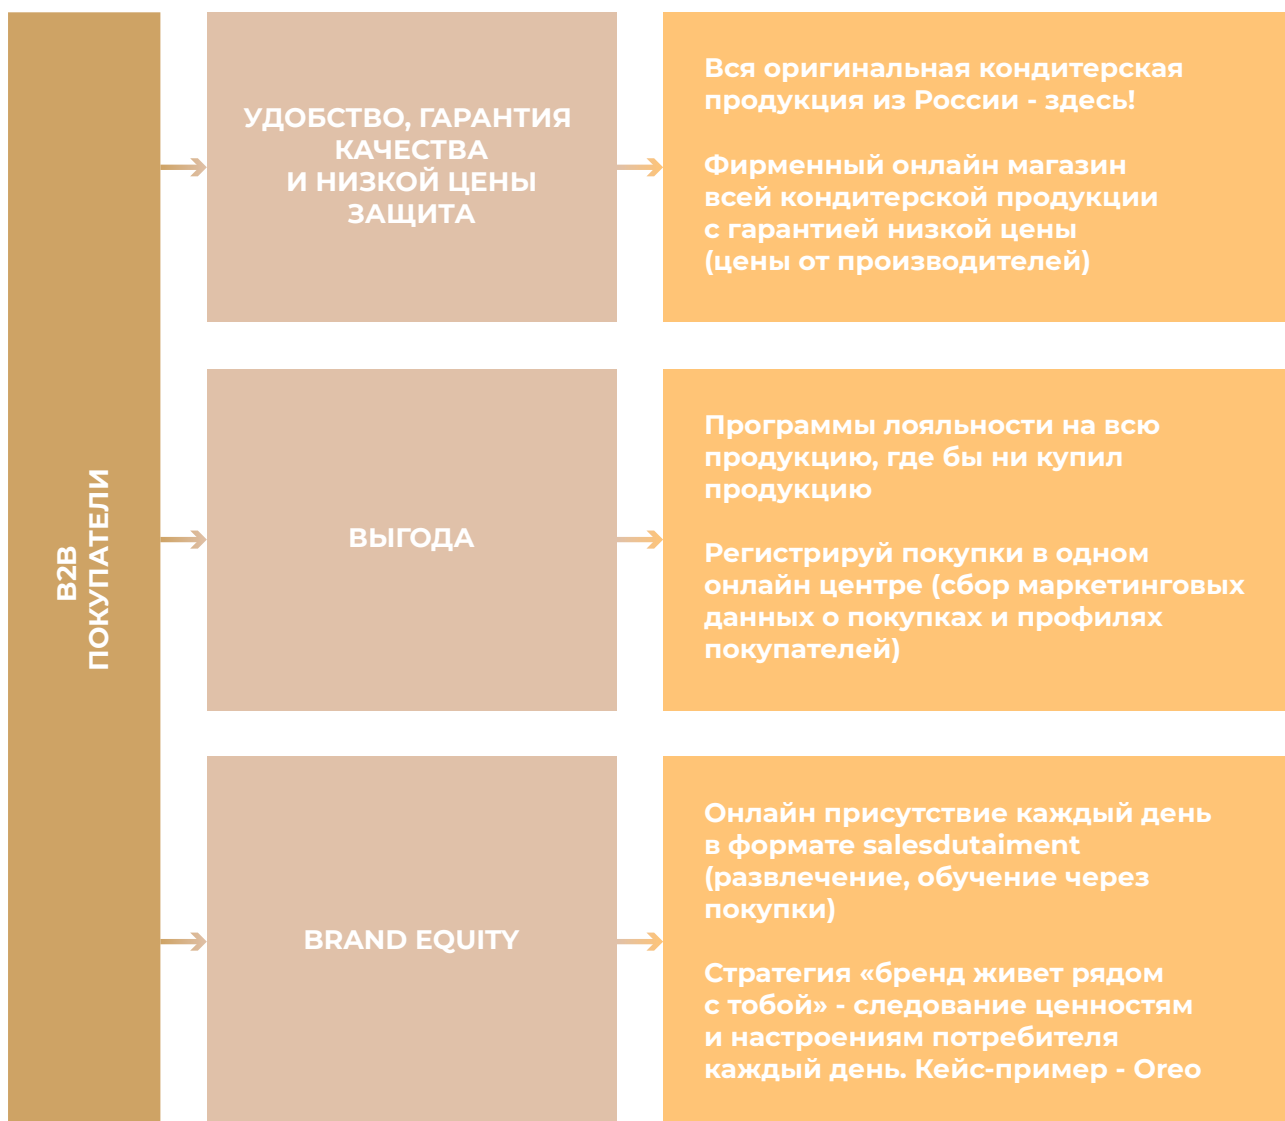 B2B
ПОКУПАТЕЛИ
УДОБСТВО, ГАРАНТИЯ
КАЧЕСТВА
И НИЗКОЙ ЦЕНЫ
ЗАЩИТА
Вся оригинальная кондитерская
продукция из России - здесь!
Фирменный онлайн магазин
всей кондитерской продукции
с гарантией низкой цены
(цены от производителей)
ВЫГОДА
Программы лояльности на всю
продукцию, где бы ни купил
продукцию
Регистрируй покупки в одном
онлайн центре (сбор маркетинговых
данных о покупках и профилях
покупателей)
BRAND EQUITY
Онлайн присутствие каждый день
в формате salesdutaiment
(развлечение, обучение через
покупки)
Стратегия «бренд живет рядом
с тобой» - следование ценностям
и настроениям потребителя
каждый день. Кейс-пример - Oreo